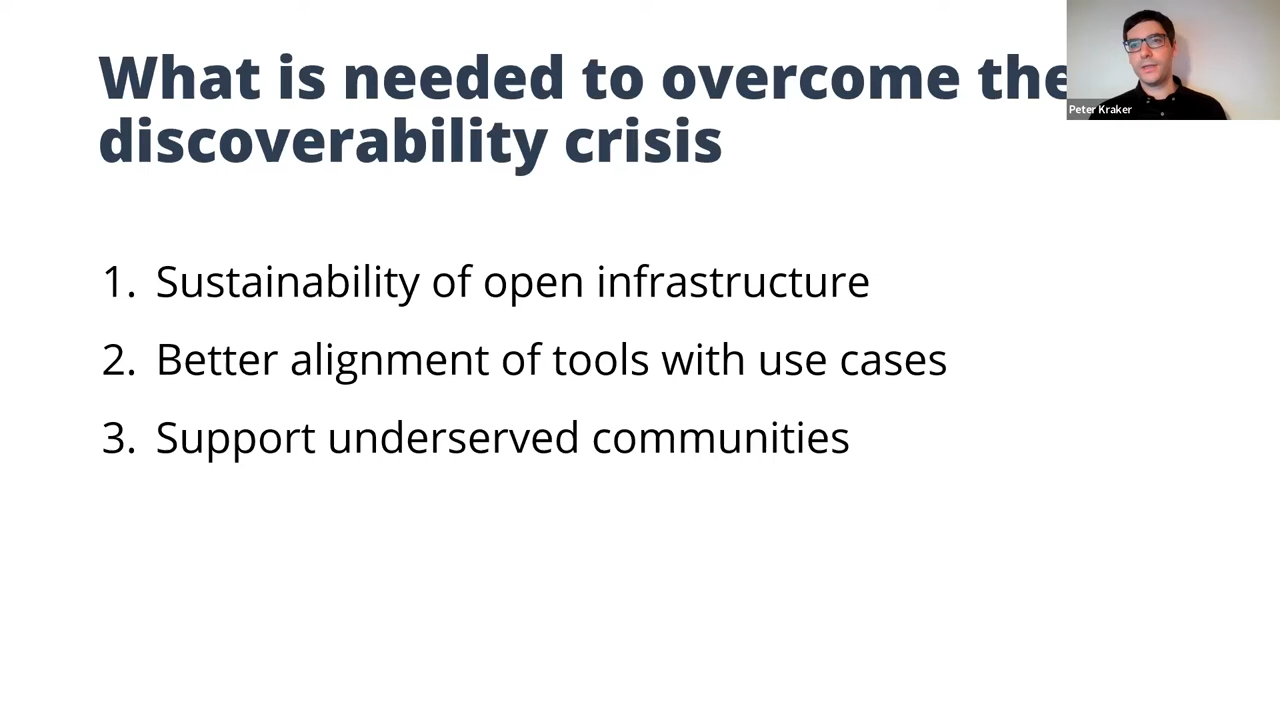 What is needed to overcome the
discoverability crisis
Peter Kraker
1. Sustainability of open infrastructure
2. Better alignment of tools with use cases
3. Support underserved communities